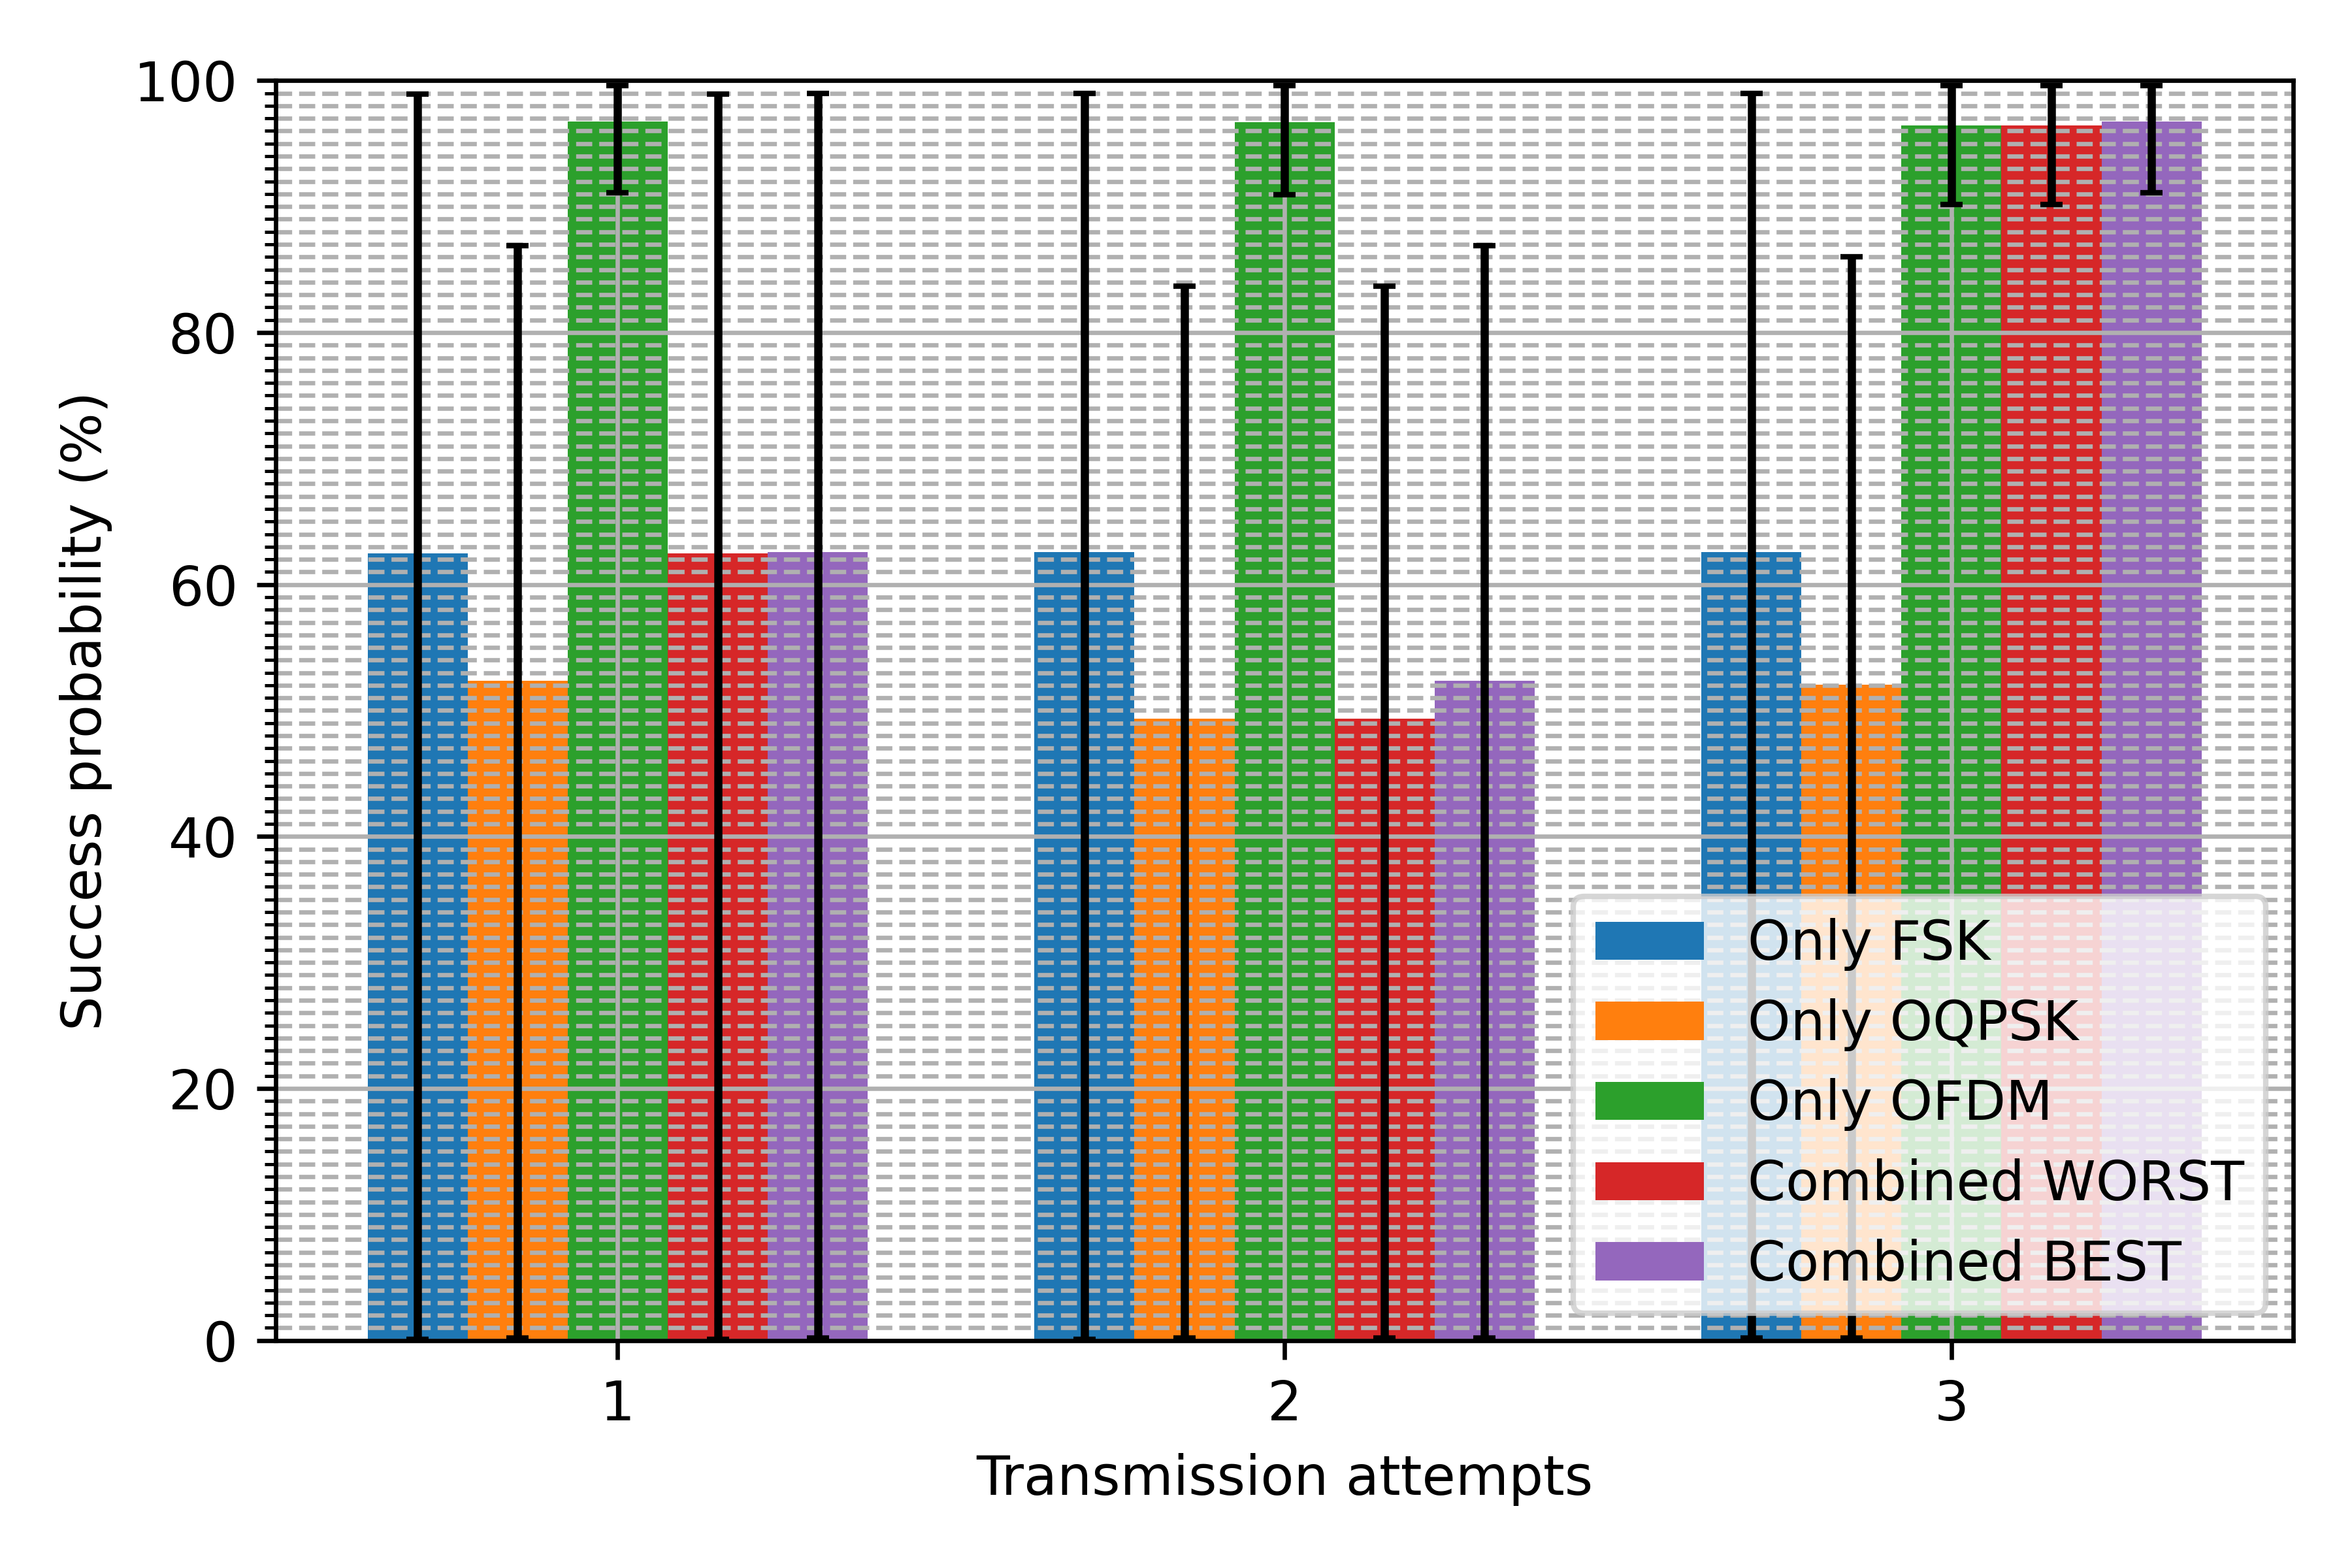 100
80
60
40
20
0
Success probability (%)
1
2
3
Transmission attempts
Only FSK
Only OQPSK
Only OFDM
Combined WORST
Combined BEST